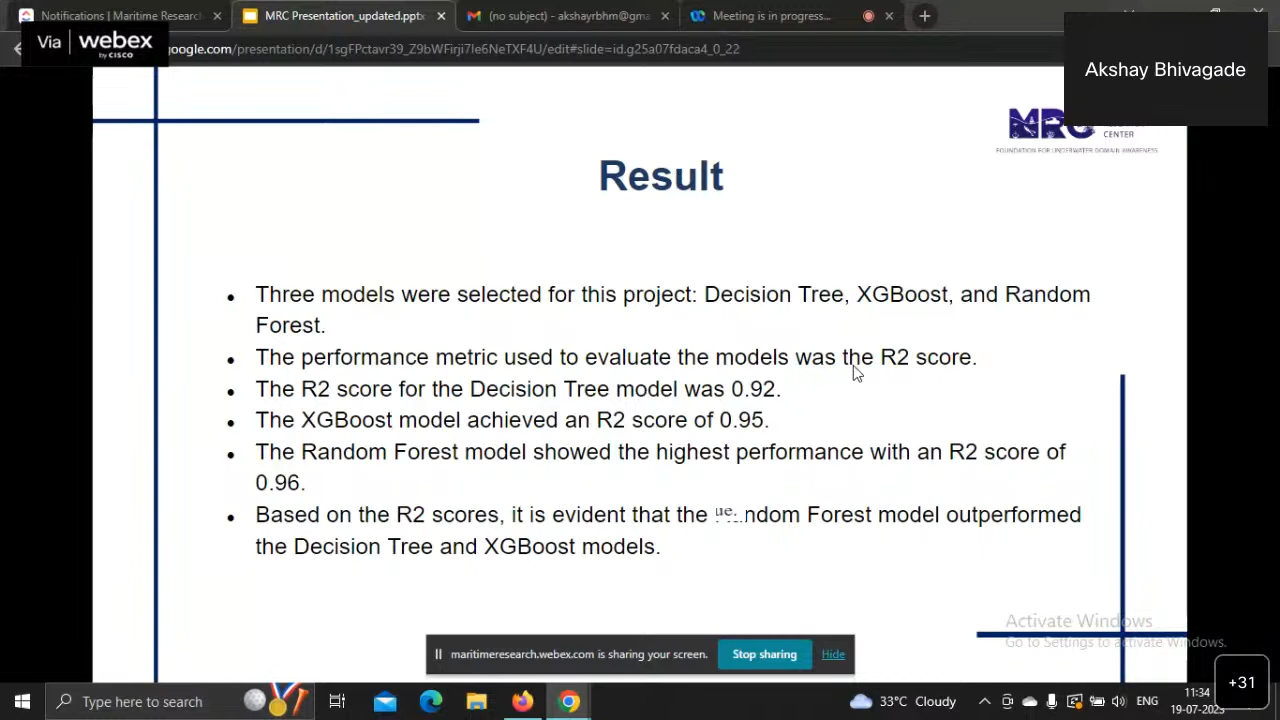 Notifications | Maritime Research
MRC Presentation_updated.pptx
(no subject) - akshayrbhm@gma
Meeting is in progress...
Via webex
by CISCO
google.com/presentation/d/1sgFPctavr39_Z9bWFirji7le6NeTXF4U/edit#slide=id.g25a07fdaca4_0_22
Akshay Bhivagade
MRC
CENTER
FOUNDATION FOR UNDERWATER DOMAIN AWARENESS
Result
• Three models were selected for this project: Decision Tree, XGBoost, and Random
Forest.
• The performance metric used to evaluate the models was the R2 score.
• The R2 score for the Decision Tree model was 0.92.
• The XGBoost model achieved an R2 score of 0.95.
• The Random Forest model showed the highest performance with an R2 score of
0.96.
• Based on the R2 scores, it is evident that the ndom Forest model outperformed
the Decision Tree and XGBoost models.
Activate Windows
Go to Settings to activate Windows.
maritimeresearch.webex.com is sharing your screen.
Stop sharing
Hide
+31
Type here to search
33°C Cloudy
ENG
11:34
19-07-2023